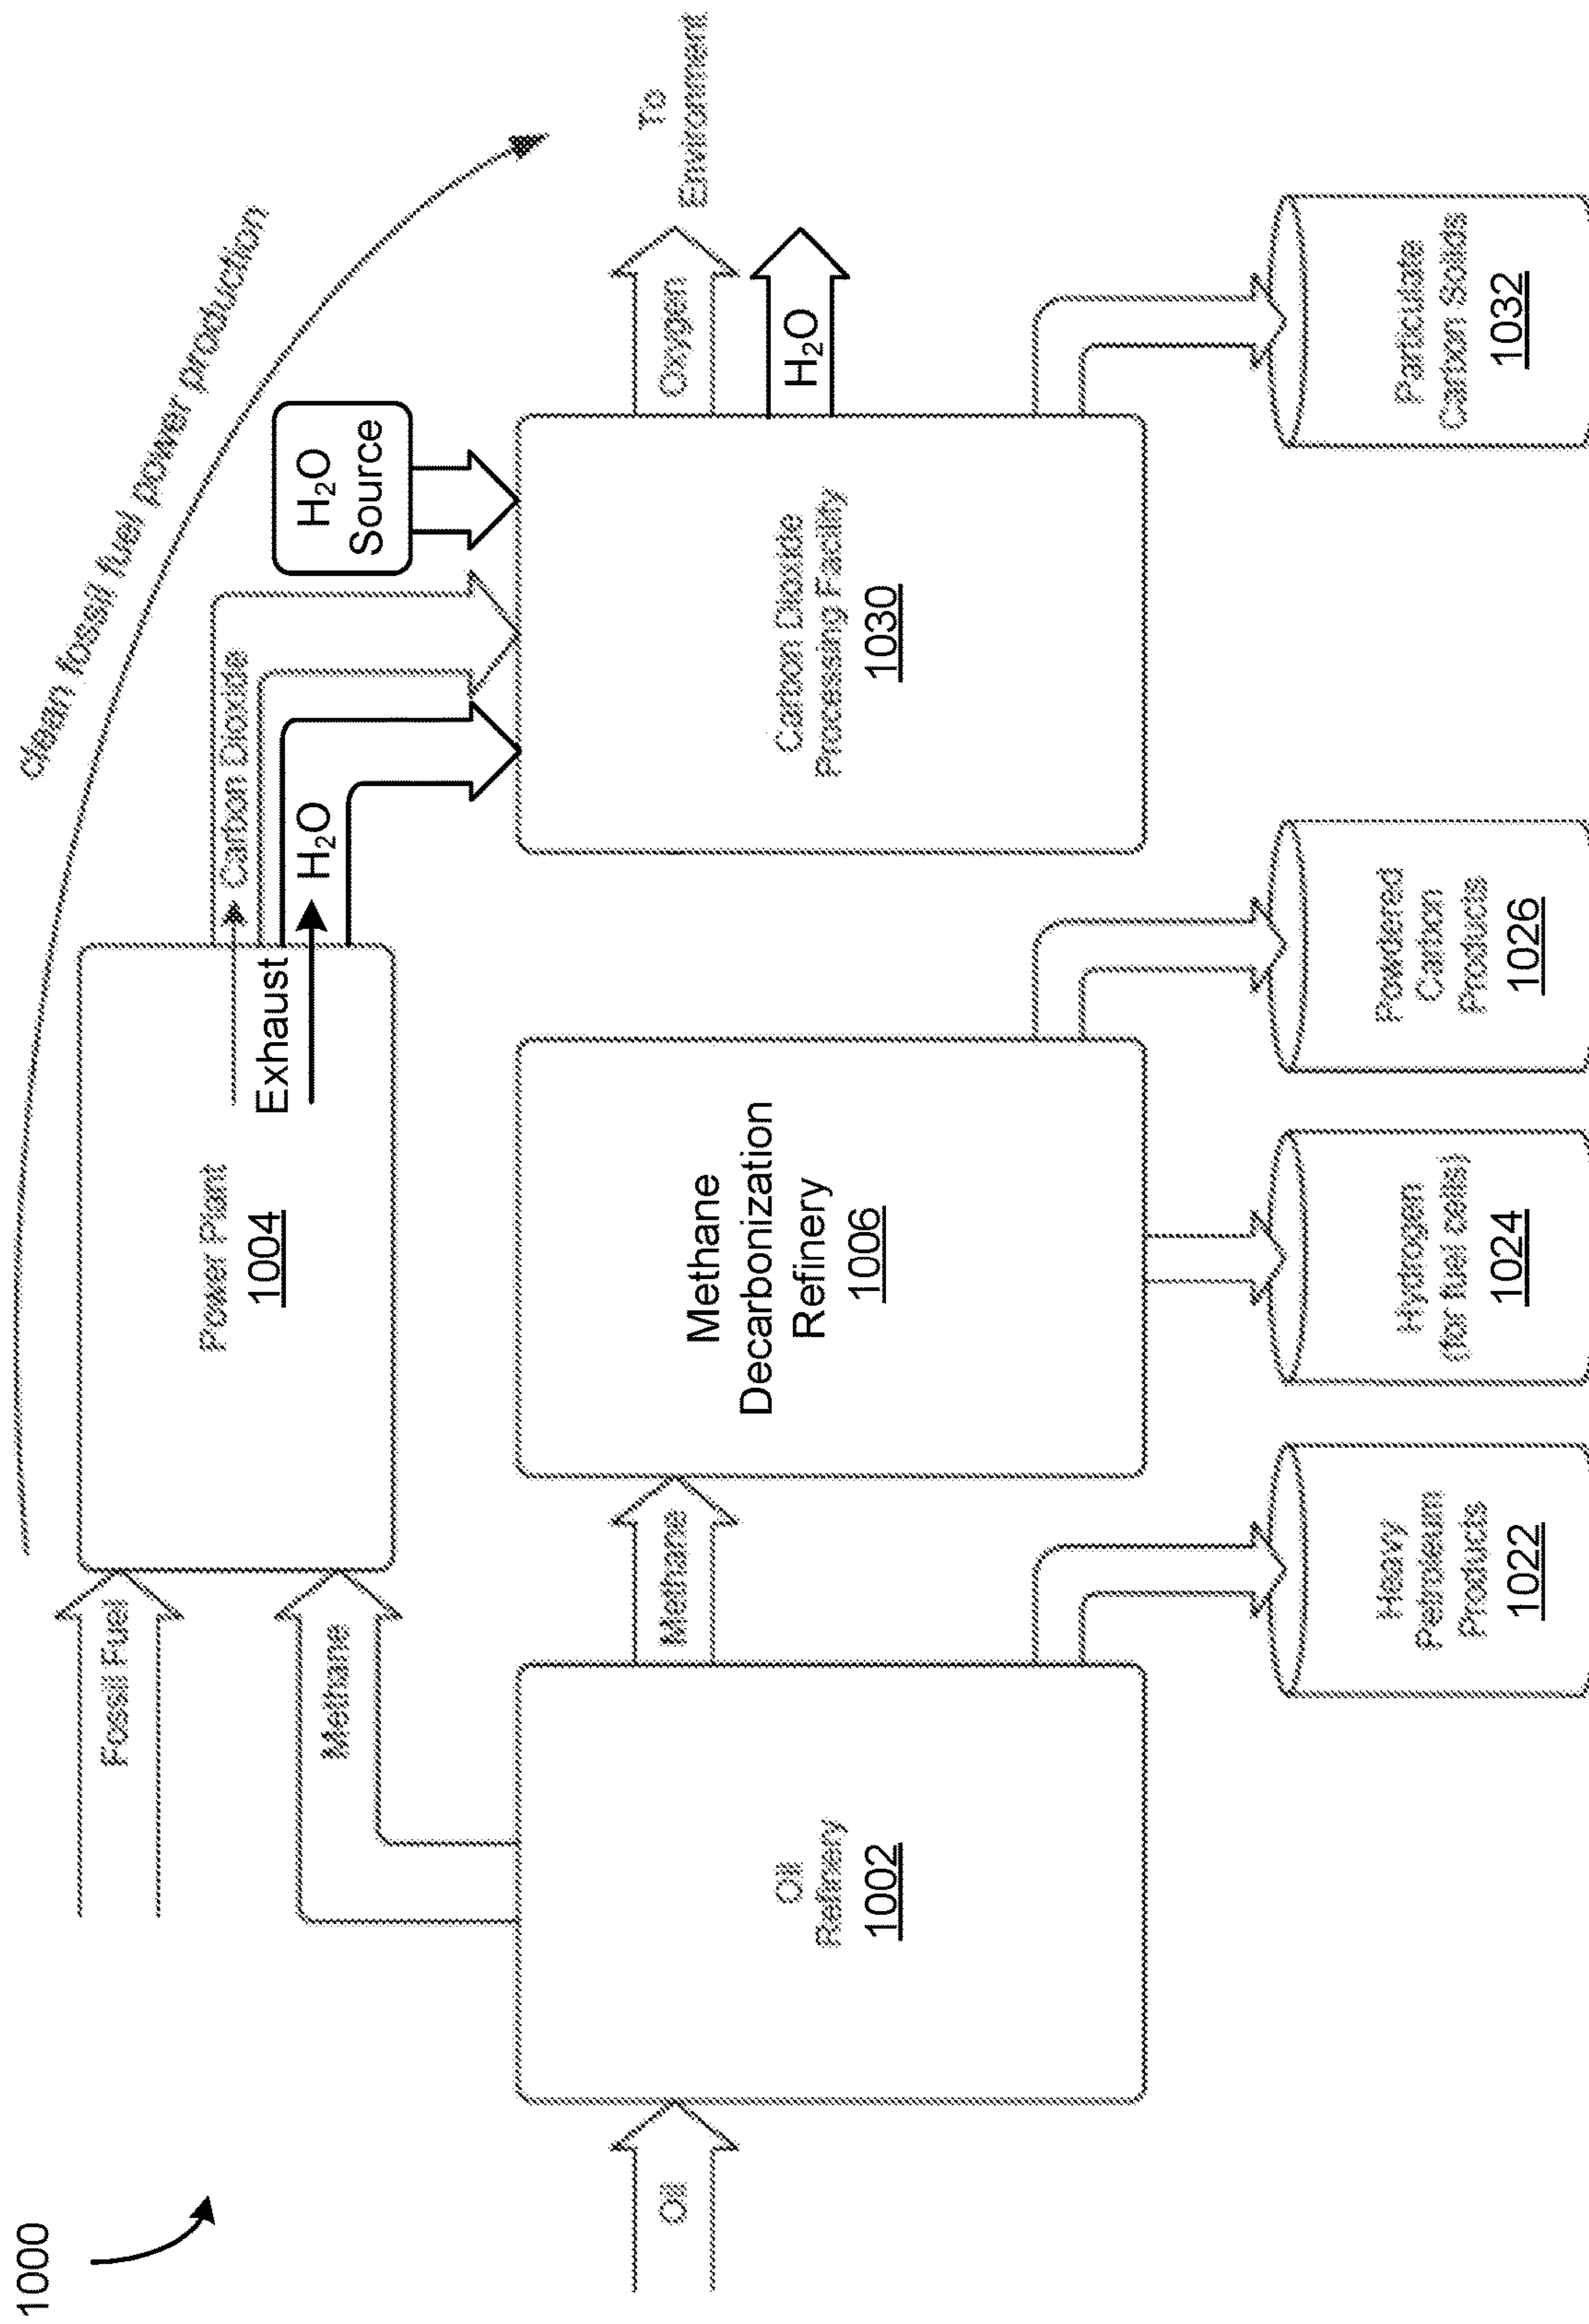 1000
clean fossil fuel power production
Fossil Fuel
Methane
Power Plant
1004
Exhaust
Carbon Dioxide
H₂O
H₂O
Source
Oil
Oil
Refinery
1002
Methane
Methane
Decarbonization
Refinery
1006
Carbon Dioxide
Processing Facility
1030
Oxygen
H₂O
To
Environment
Heavy
Petroleum
Products
1022
Hydrogen
(for fuel cells)
1024
Powdered
Carbon
Products
1026
Particulate
Carbon Solids
1032